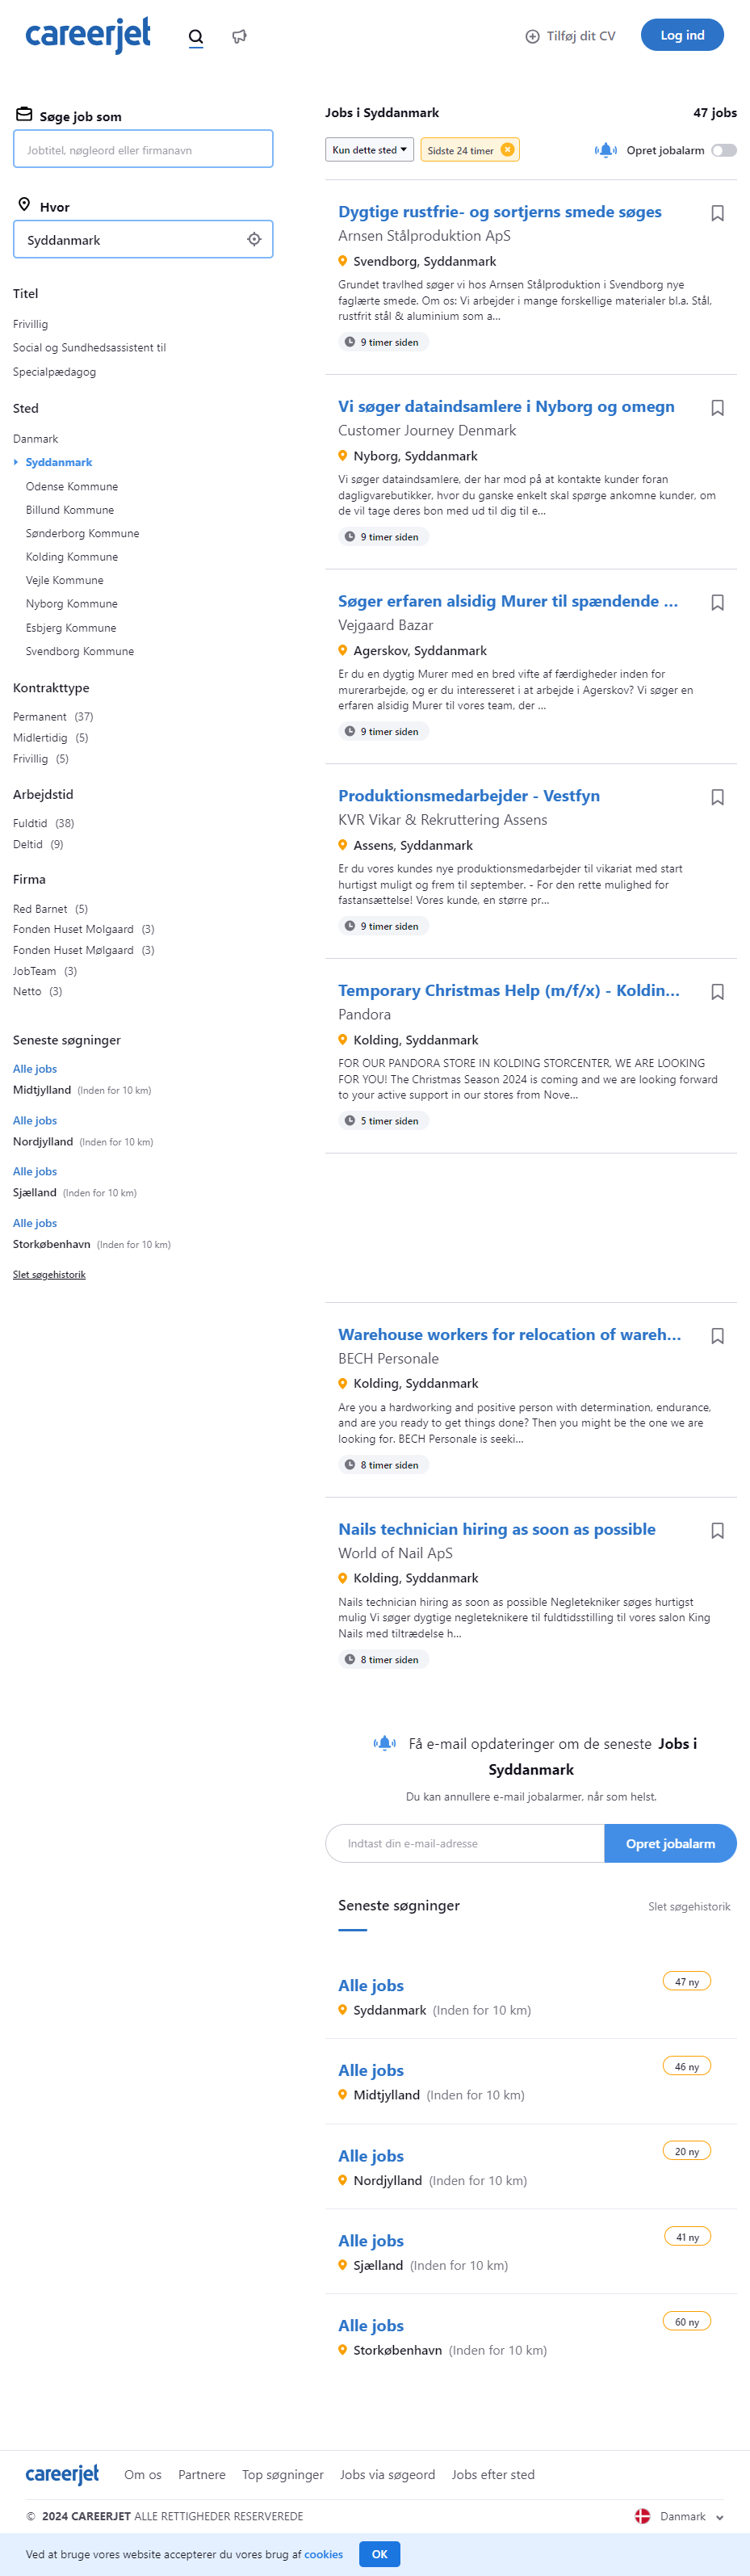 careerjet
Tilføj dit CV
Log ind
Søge job som
Jobtitel, nøgleord eller firmanavn
Hvor
Syddanmark
Titel
Frivillig
Social og Sundhedsassistent til
Specialpædagog
Sted
Danmark
Syddanmark
Odense Kommune
Billund Kommune
Sønderborg Kommune
Kolding Kommune
Vejle Kommune
Nyborg Kommune
Esbjerg Kommune
Svendborg Kommune
Kontrakttype
Permanent (37)
Midlertidig (5)
Frivillig (5)
Arbejdstid
Fuldtid (38)
Deltid (9)
Firma
Red Barnet (5)
Fonden Huset Molgaard (3)
Fonden Huset Mølgaard (3)
JobTeam (3)
Netto (3)
Seneste søgninger
Alle jobs
Midtjylland (Inden for 10 km)
Alle jobs
Nordjylland (Inden for 10 km)
Alle jobs
Sjælland (Inden for 10 km)
Alle jobs
Storkøbenhavn (Inden for 10 km)
Slet søgehistorik
Jobs i Syddanmark
47 jobs
Kun dette sted
Sidste 24 timer
Opret jobalarm
Dygtige rustfrie- og sortjerns smede søges
Arnsen Stålproduktion ApS
Svendborg, Syddanmark
Grundet travlhed søger vi hos Arnsen Stålproduktion i Svendborg nye
faglærte smede. Om os: Vi arbejder i mange forskellige materialer bl.a. Stål,
rustfrit stål & aluminium som a...
9 timer siden
Vi søger dataindsamlere i Nyborg og omegn
Customer Journey Denmark
Nyborg, Syddanmark
Vi søger dataindsamlere, der har mod på at kontakte kunder foran
dagligvarebutikker, hvor du ganske enkelt skal spørge ankomne kunder, om
de vil tage deres bon med ud til dig til e...
9 timer siden
Søger erfaren alsidig Murer til spændende ...
Vejgaard Bazar
Agerskov, Syddanmark
Er du en dygtig Murer med en bred vifte af færdigheder inden for
murerarbejde, og er du interesseret i at arbejde i Agerskov? Vi søger en
erfaren alsidig Murer til vores team, der ...
9 timer siden
Produktionsmedarbejder - Vestfyn
KVR Vikar & Rekruttering Assens
Assens, Syddanmark
Er du vores kundes nye produktionsmedarbejder til vikariat med start
hurtigst muligt og frem til september. - For den rette mulighed for
fastansættelse! Vores kunde, en større pr...
9 timer siden
Temporary Christmas Help (m/f/x) - Koldin...
Pandora
Kolding, Syddanmark
FOR OUR PANDORA STORE IN KOLDING STORCENTER, WE ARE LOOKING
FOR YOU! The Christmas Season 2024 is coming and we are looking forward
to your active support in our stores from Nove...
5 timer siden
Warehouse workers for relocation of wareh...
BECH Personale
Kolding, Syddanmark
Are you a hardworking and positive person with determination, endurance,
and are you ready to get things done? Then you might be the one we are
looking for. BECH Personale is seeki...
8 timer siden
Nails technician hiring as soon as possible
World of Nail ApS
Kolding, Syddanmark
Nails technician hiring as soon as possible Negletekniker søges hurtigst
mulig Vi søger dygtige negleteknikere til fuldtidsstilling til vores salon King
Nails med tiltrædelse h...
8 timer siden
Få e-mail opdateringer om de seneste Jobs i
Syddanmark
Du kan annullere e-mail jobalarmer, når som helst.
Indtast din e-mail-adresse
Opret jobalarm
Seneste søgninger
Slet søgehistorik
Alle jobs
47 ny
Syddanmark (Inden for 10 km)
Alle jobs
46 ny
Midtjylland (Inden for 10 km)
Alle jobs
20 ny
Nordjylland (Inden for 10 km)
Alle jobs
41 ny
Sjælland (Inden for 10 km)
Alle jobs
60 ny
Storkøbenhavn (Inden for 10 km)
careerjet
Om os
Partnere
Top søgninger
Jobs via søgeord
Jobs efter sted
© 2024 CAREERJET ALLE RETTIGHEDER RESERVEREDE
Danmark
Ved at bruge vores website accepterer du vores brug af cookies
OK